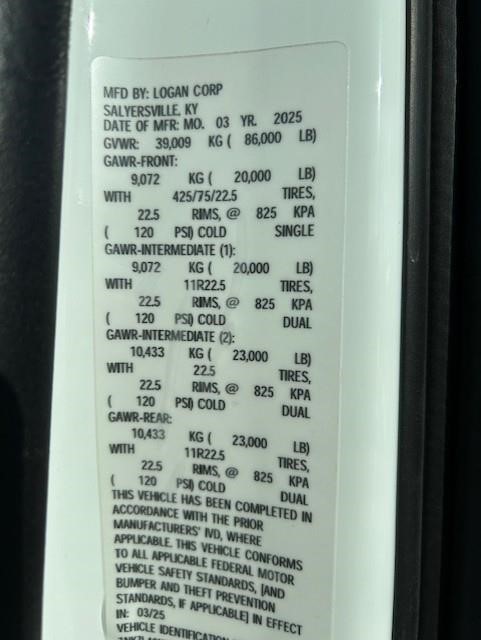 MFD BY: LOGAN CORP
SALYERSVILLE, KY
DATE OF MFR: MO. 03 YR. 2025
GVWR: 39,009 KG ( 86,000 LB)
GAWR-FRONT:
9,072 KG ( 20,000 LB)
WITH 425/75/22.5 TIRES,
22.5 RIMS, @ 825 KPA
( 120 PSI) COLD SINGLE
GAWR-INTERMEDIATE (1):
9,072 KG ( 20,000 LB)
WITH 11R22.5 TIRES,
22.5 RIMS, @ 825 KPA
( 120 PSI) COLD DUAL
GAWR-INTERMEDIATE (2):
10,433 KG ( 23,000 LB)
WITH 22.5 TIRES,
22.5 RIMS, @ 825 KPA
( 120 PSI) COLD DUAL
GAWR-REAR:
10,433 KG ( 23,000 LB)
WITH 11R22.5 TIRES,
22.5 RIMS, @ 825 KPA
( 120 PSI) COLD DUAL
THIS VEHICLE HAS BEEN COMPLETED IN
ACCORDANCE WITH THE PRIOR
MANUFACTURERS' IVD, WHERE
APPLICABLE. THIS VEHICLE CONFORMS
TO ALL APPLICABLE FEDERAL MOTOR
VEHICLE SAFETY STANDARDS, [AND
BUMPER AND THEFT PREVENTION
STANDARDS, IF APPLICABLE] IN EFFECT
IN: 03/25
VEHICLE IDENTIFICATION